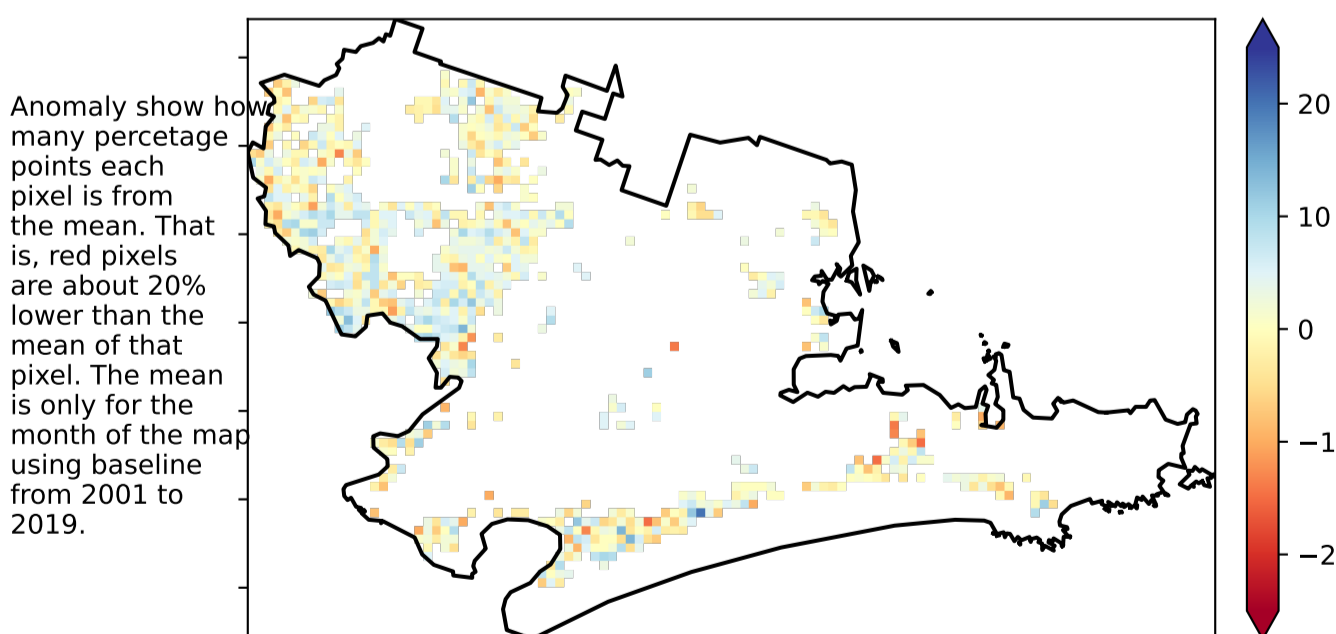 Anomaly show how
many percetage
points each
pixel is from
the mean. That
is, red pixels
are about 20%
lower than the
mean of that
pixel. The mean
is only for the
month of the map
using baseline
from 2001 to
2019.
20
10
0
−1
−2